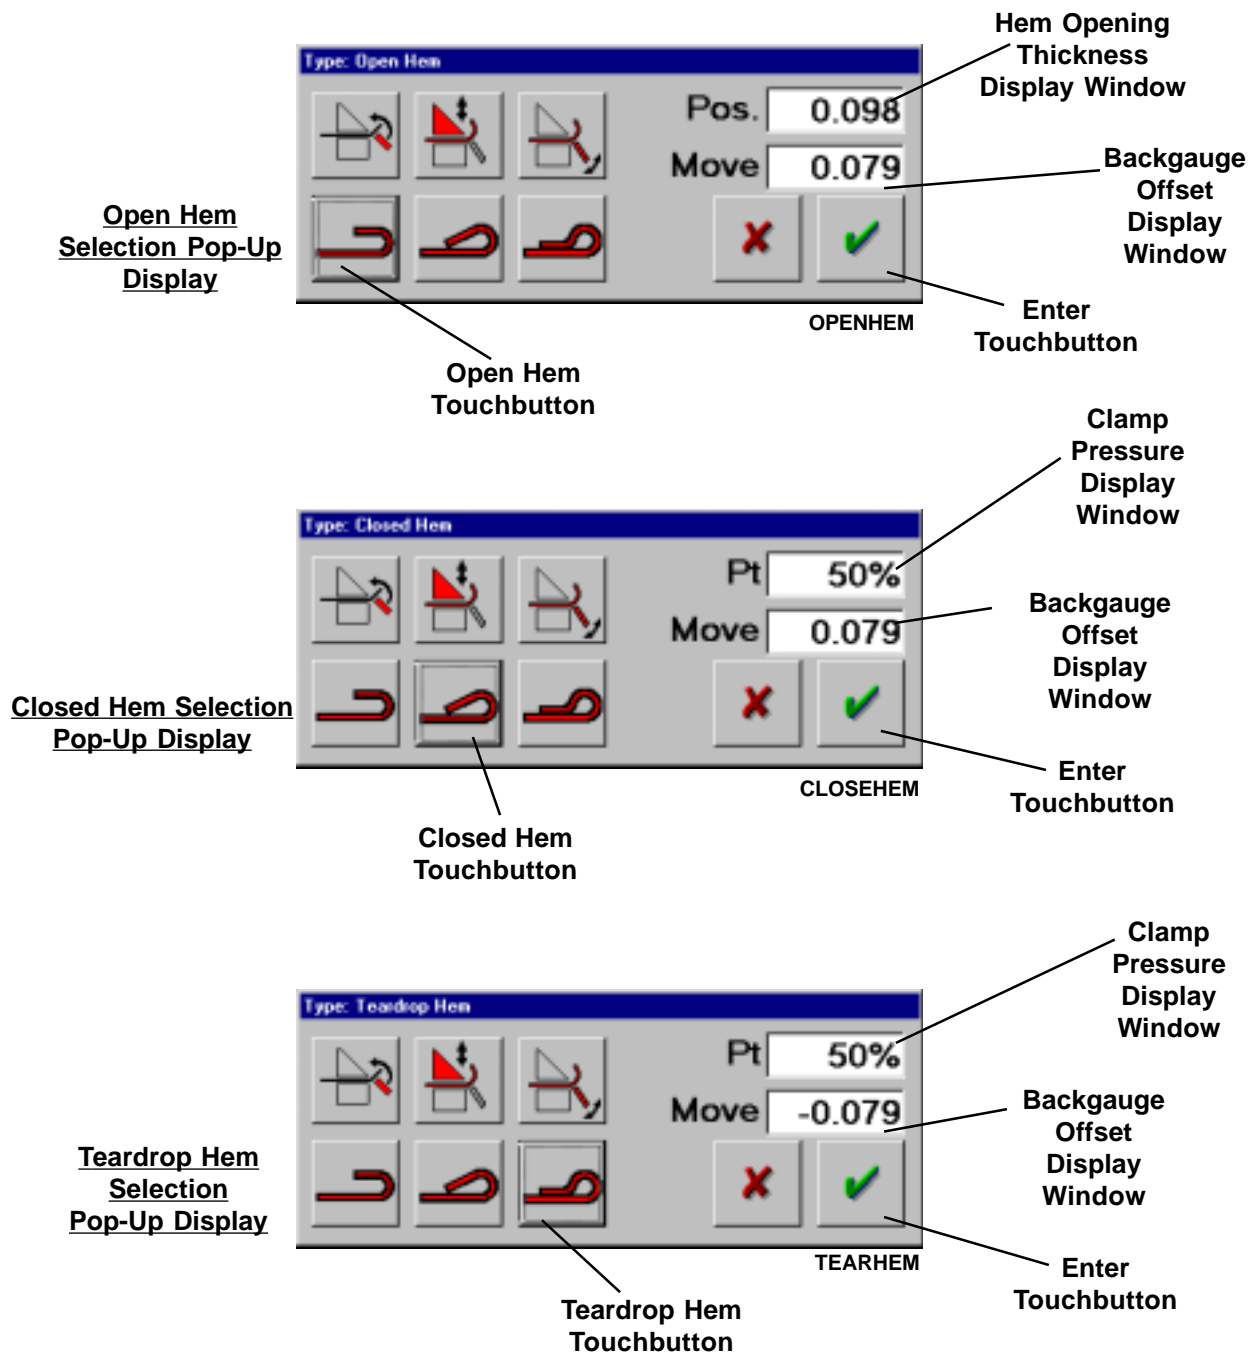 Hem Opening
Thickness
Display Window
Type: Open Hem
Pos. 0.098
Move 0.079
Backgauge
Offset
Display
Window
Open Hem
Selection Pop-Up
Display
OPENHEM
Enter
Touchbutton
Open Hem
Touchbutton
Clamp
Pressure
Display
Window
Type: Closed Hem
Pt 50%
Move 0.079
Backgauge
Offset
Display
Window
Closed Hem Selection
Pop-Up Display
CLOSEHEM
Enter
Touchbutton
Closed Hem
Touchbutton
Clamp
Pressure
Display
Window
Type: Teardrop Hem
Pt 50%
Move -0.079
Backgauge
Offset
Display
Window
Teardrop Hem
Selection
Pop-Up Display
TEARHEM
Enter
Touchbutton
Teardrop Hem
Touchbutton